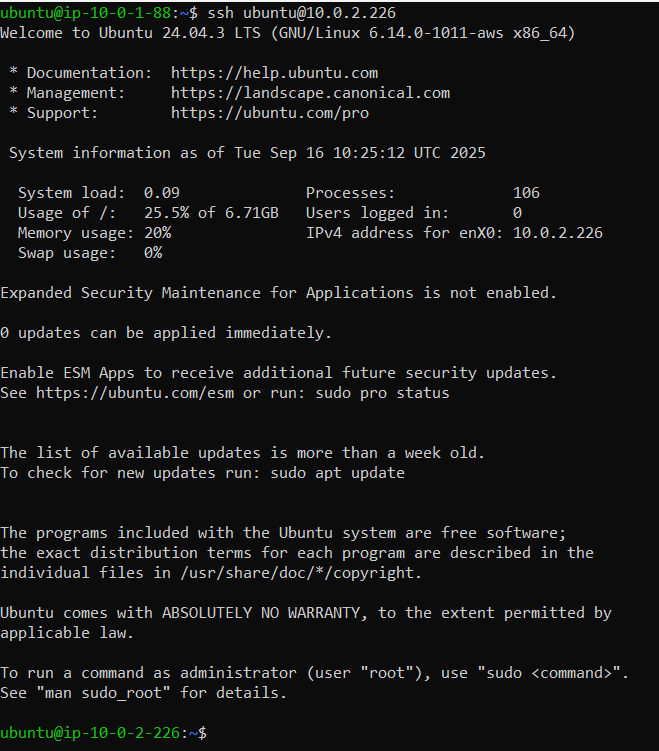 ubuntu@ip-10-0-1-88:~$ ssh ubuntu@10.0.2.226
Welcome to Ubuntu 24.04.3 LTS (GNU/Linux 6.14.0-1011-aws x86_64)
* Documentation:  https://help.ubuntu.com
* Management:     https://landscape.canonical.com
* Support:        https://ubuntu.com/pro
System information as of Tue Sep 16 10:25:12 UTC 2025
System load:  0.09               Processes:             106
Usage of /:   25.5% of 6.71GB   Users logged in:       0
Memory usage: 20%                IPv4 address for enX0: 10.0.2.226
Swap usage:   0%
Expanded Security Maintenance for Applications is not enabled.
0 updates can be applied immediately.
Enable ESM Apps to receive additional future security updates.
See https://ubuntu.com/esm or run: sudo pro status
The list of available updates is more than a week old.
To check for new updates run: sudo apt update
The programs included with the Ubuntu system are free software;
the exact distribution terms for each program are described in the
individual files in /usr/share/doc/*/copyright.
Ubuntu comes with ABSOLUTELY NO WARRANTY, to the extent permitted by
applicable law.
To run a command as administrator (user "root"), use "sudo <command>".
See "man sudo_root" for details.
ubuntu@ip-10-0-2-226:~$